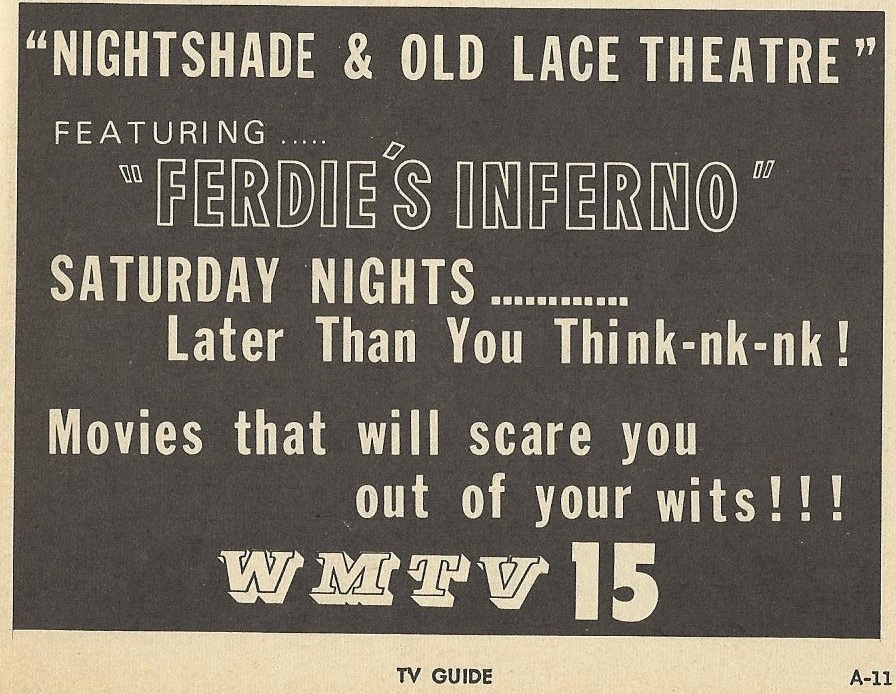 "NIGHTSHADE & OLD LACE THEATRE"
FEATURING .....
"FERDIE'S INFERNO"
SATURDAY NIGHTS ............
Later Than You Think-nk-nk!
Movies that will scare you
out of your wits!!!
WMTV 15
TV GUIDE
A-11